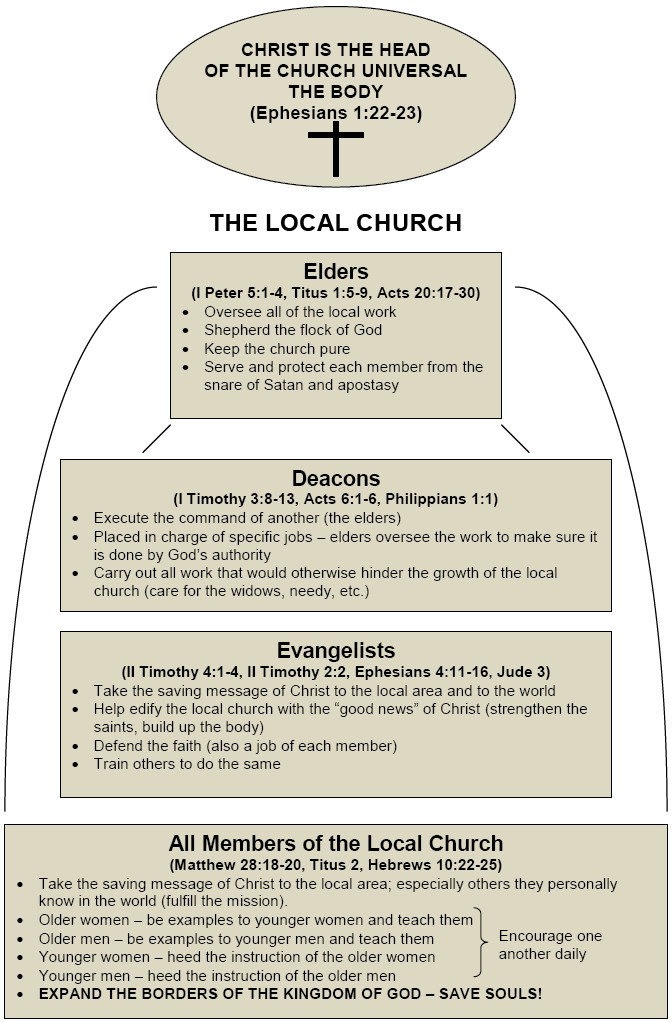 CHRIST IS THE HEAD
OF THE CHURCH UNIVERSAL
THE BODY
(Ephesians 1:22-23)
THE LOCAL CHURCH
Elders
(I Peter 5:1-4, Titus 1:5-9, Acts 20:17-30)
• Oversee all of the local work
• Shepherd the flock of God
• Keep the church pure
• Serve and protect each member from the
snare of Satan and apostasy
Deacons
(I Timothy 3:8-13, Acts 6:1-6, Philippians 1:1)
• Execute the command of another (the elders)
• Placed in charge of specific jobs – elders oversee the work to make sure it
is done by God’s authority
• Carry out all work that would otherwise hinder the growth of the local
church (care for the widows, needy, etc.)
Evangelists
(II Timothy 4:1-4, II Timothy 2:2, Ephesians 4:11-16, Jude 3)
• Take the saving message of Christ to the local area and to the world
• Help edify the local church with the “good news” of Christ (strengthen the
saints, build up the body)
• Defend the faith (also a job of each member)
• Train others to do the same
All Members of the Local Church
(Matthew 28:18-20, Titus 2, Hebrews 10:22-25)
• Take the saving message of Christ to the local area; especially others they personally
know in the world (fulfill the mission).
• Older women – be examples to younger women and teach them
• Older men – be examples to younger men and teach them
• Younger women – heed the instruction of the older women
• Younger men – heed the instruction of the older men
Encourage one
another daily
• EXPAND THE BORDERS OF THE KINGDOM OF GOD – SAVE SOULS!